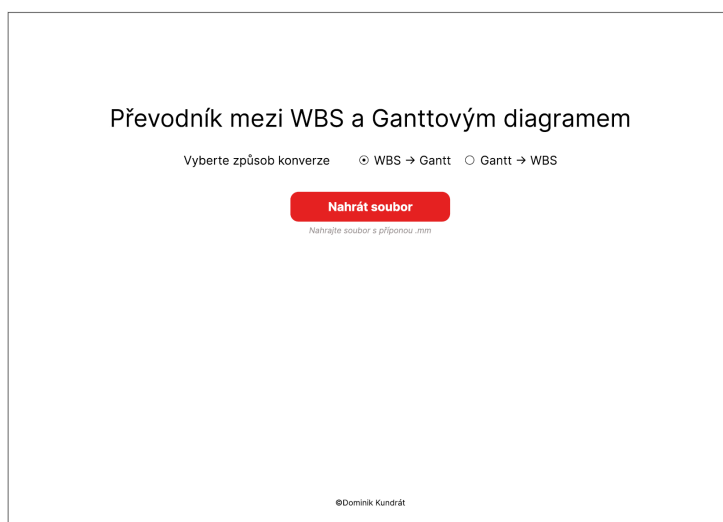 Převodník mezi WBS a Ganttovým diagramem
Vyberte způsob konverze WBS → Gantt Gantt → WBS
Nahrát soubor
Nahrajte soubor s příponou .mm
©Dominik Kundrát